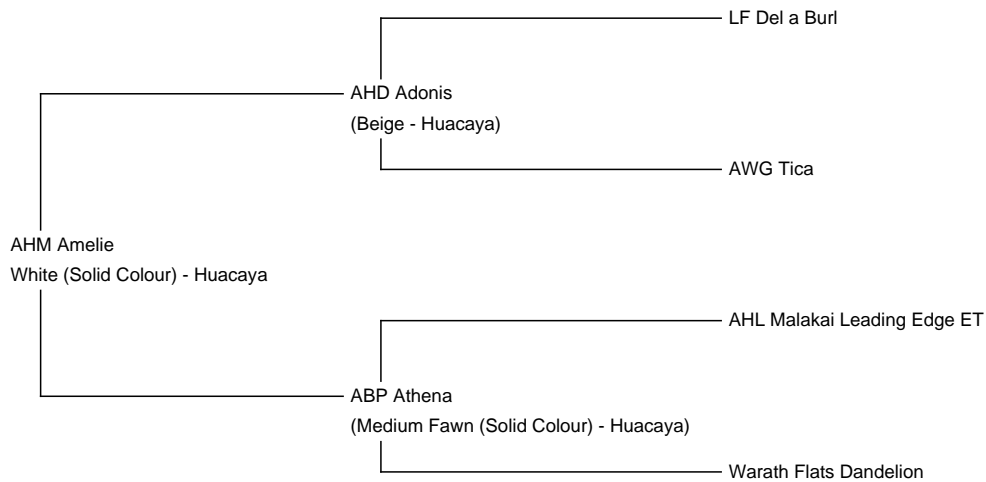 LF Del a Burl
AHD Adonis
(Beige - Huacaya)
AWG Tica
AHM Amelie
White (Solid Colour) - Huacaya
AHL Malakai Leading Edge ET
ABP Athena
(Medium Fawn (Solid Colour) - Huacaya)
Warath Flats Dandelion